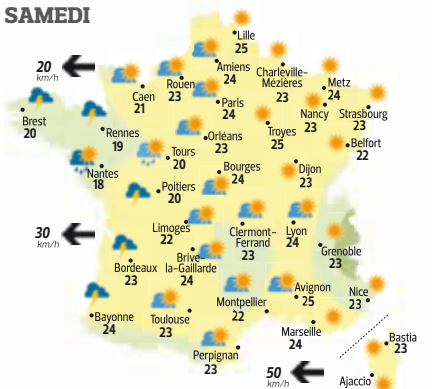 SAMEDI
Lille
25
20
km/h
Amiens
24
Charleville-
Mézières
23
Metz
24
Rouen
23
Caen
21
Paris
24
Nancy
23
Strasbourg
23
Brest
20
Rennes
19
Orléans
23
Troyes
25
Belfort
22
Tours
20
Nantes
18
Bourges
24
Dijon
23
Poitiers
20
30
km/h
Limoges
22
Clermont-
Ferrand
23
Lyon
24
Grenoble
23
Bordeaux
23
Brive-
la-Gaillarde
24
Avignon
25
Nice
23
Montpellier
22
Bayonne
24
Toulouse
23
Marseille
24
Perpignan
23
Bastia
23
50
km/h
Ajaccio